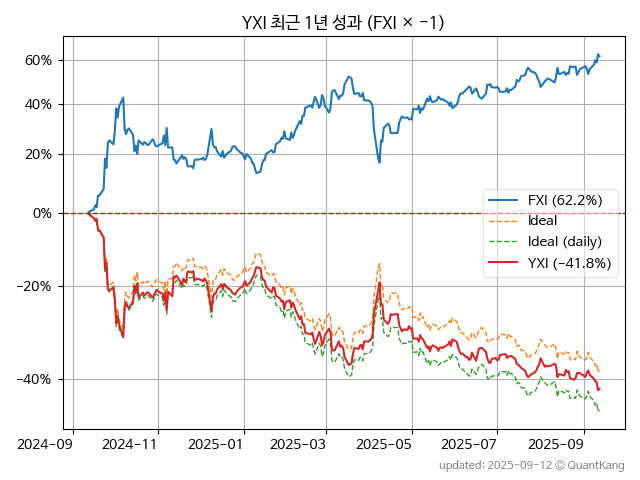 YXI 최근 1년 성과 (FXI × −1)
60%
40%
20%
0%
−20%
−40%
FXI (62.2%)
Ideal
Ideal (daily)
YXI (−41.8%)
2024-09
2024-11
2025-01
2025-03
2025-05
2025-07
2025-09
updated: 2025-09-12 © QuantKang